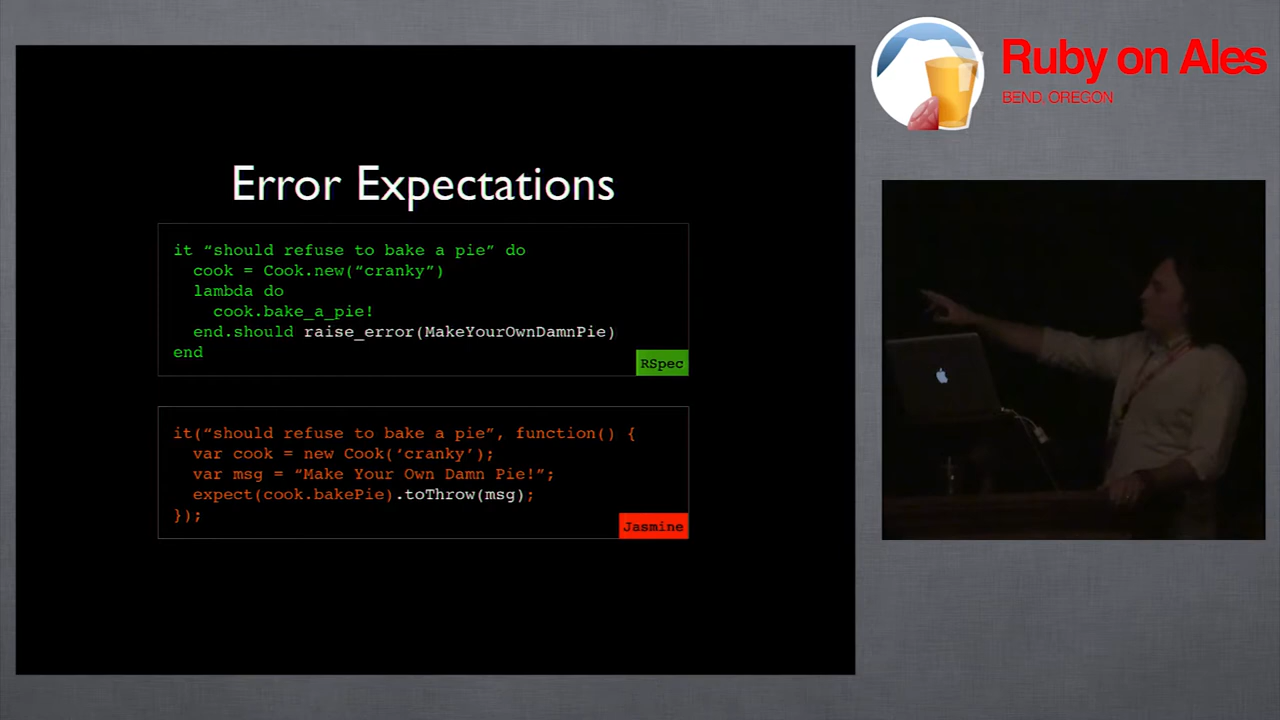 Ruby on Ales
BEND, OREGON
Error Expectations
it “should refuse to bake a pie” do
  cook = Cook.new(“cranky”)
  lambda do
    cook.bake_a_pie!
  end.should raise_error(MakeYourOwnDamnPie)
end
RSpec
it(“should refuse to bake a pie”, function() {
  var cook = new Cook(‘cranky’);
  var msg = “Make Your Own Damn Pie!”;
  expect(cook.bakePie).toThrow(msg);
});
Jasmine